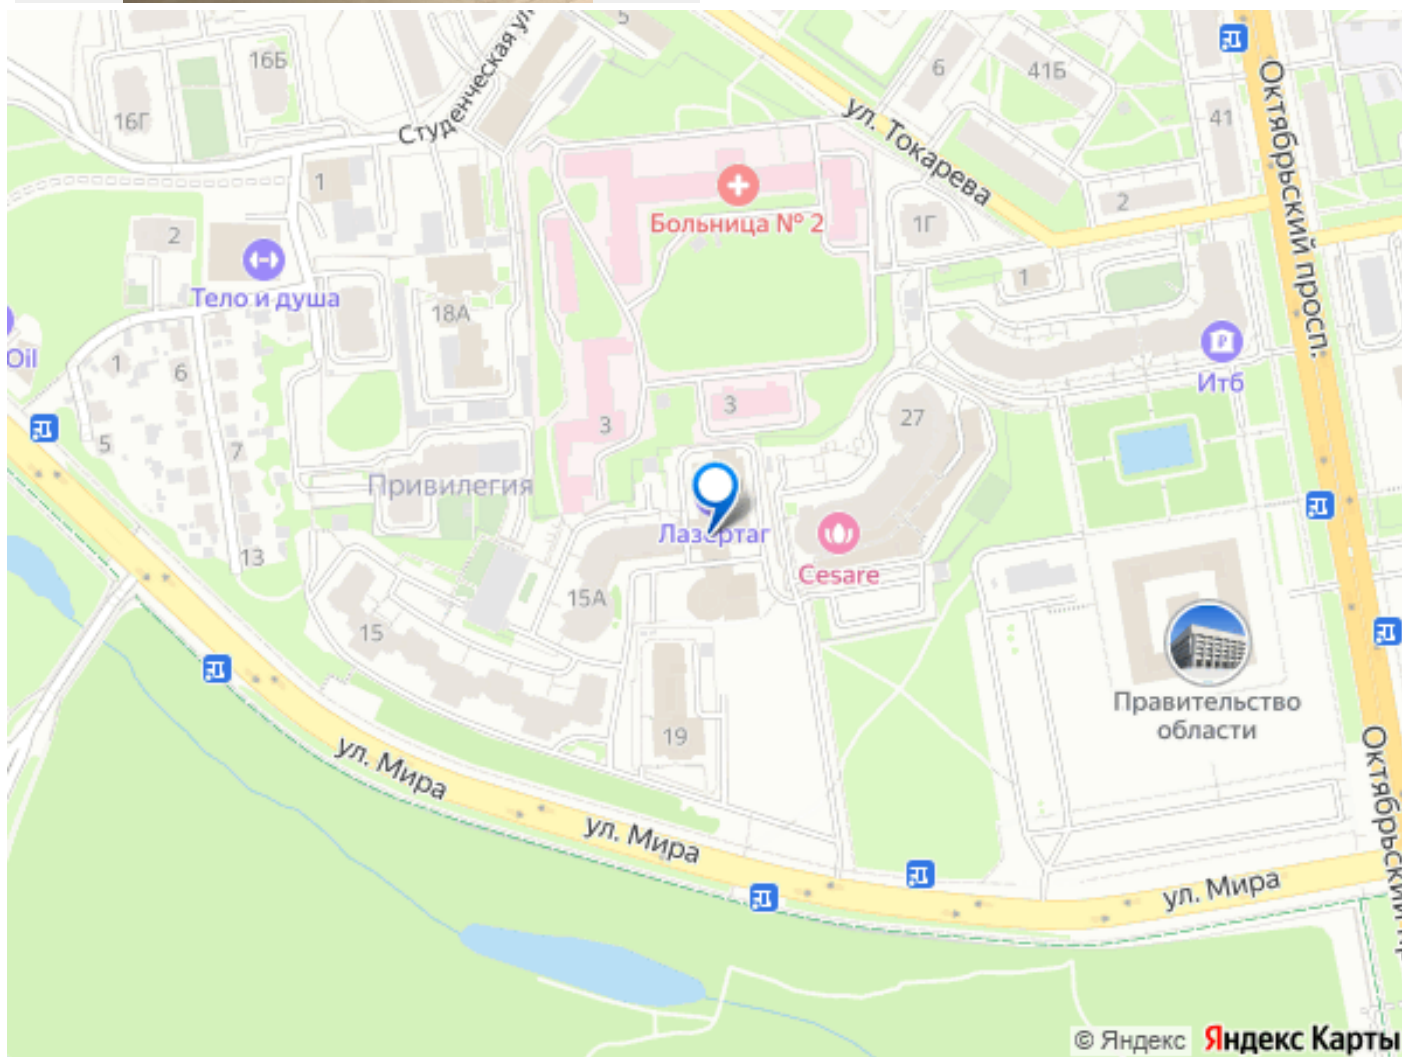 5
16Б
6
41Б
Студенческая ул.
16Г
ул. Токарева
41
Октябрьский просп.
1
2
Больница № 2
1Г
2
1
Тело и душа
18А
Oil
1
6
Итб
3
27
3
5
7
Привилегия
Лазертаг
13
Cesare
15А
15
Правительство
области
19
ул. Мира
ул. Мира
ул. Мира
© Яндекс Яндекс Карты